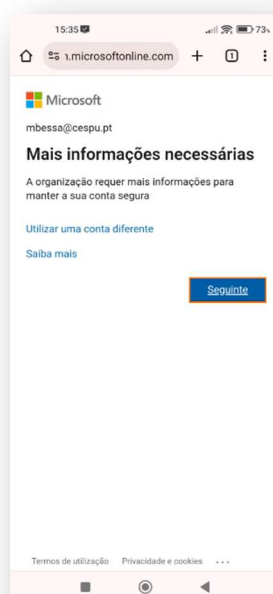 15:35
73
1.microsoftonline.com
1
Microsoft
mbessa@cespu.pt
Mais informações necessárias
A organização requer mais informações para
manter a sua conta segura
Utilizar uma conta diferente
Saiba mais
Seguinte
Termos de utilização Privacidade e cookies ...